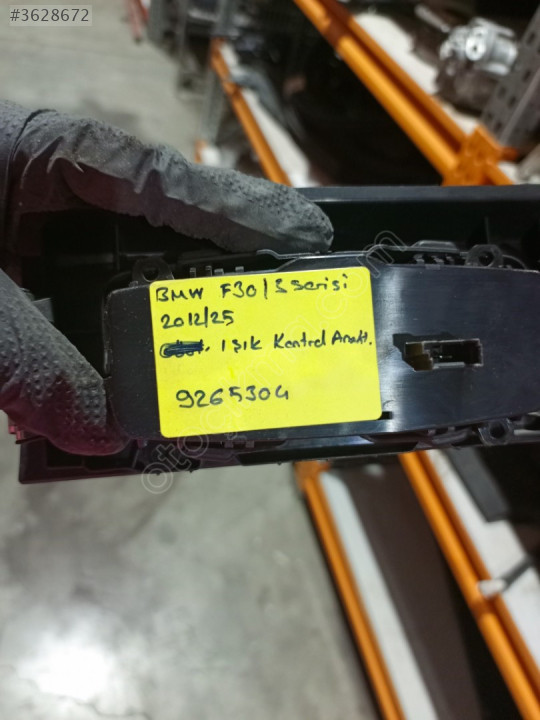 #3628672
BMW F30/3 Serisi
2012/25
Işık Kontrol Anaht.
9265304